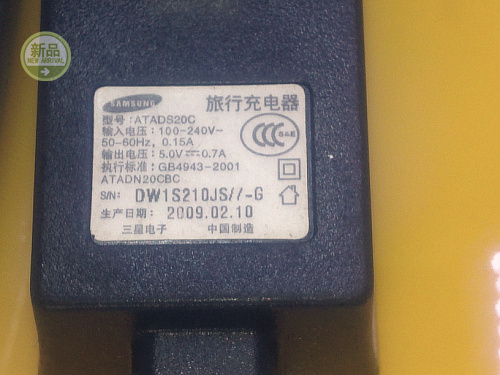 新品
NEW ARRIVAL
SAMSUNG 旅行充电器
型号: ATADS20C
输入电压: 100-240V~
50-60Hz, 0.15A
输出电压: 5.0V⎓0.7A
执行标准: GB4943-2001
ATADN20CBC
CCC S&E
S/N: DW1S210JS//-G
生产日期: 2009.02.10
三星电子 中国制造